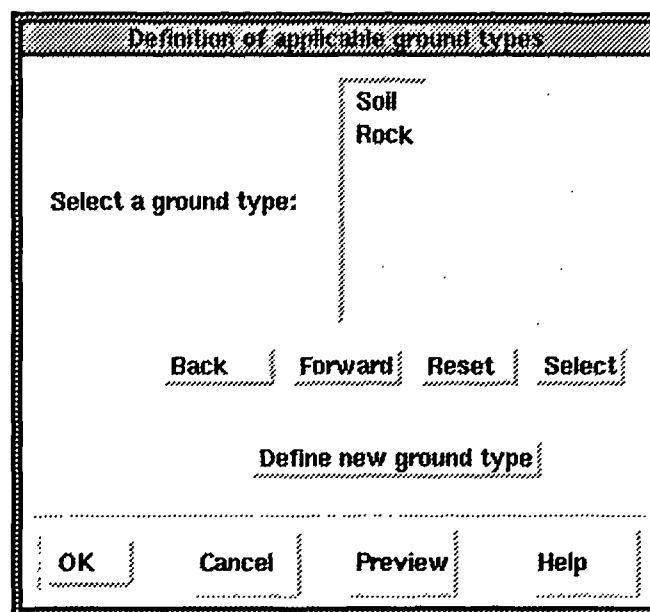 Definition of applicable ground types
Soil
Rock
Select a ground type:
Back Forward Reset Select
Define new ground type
OK Cancel Preview Help